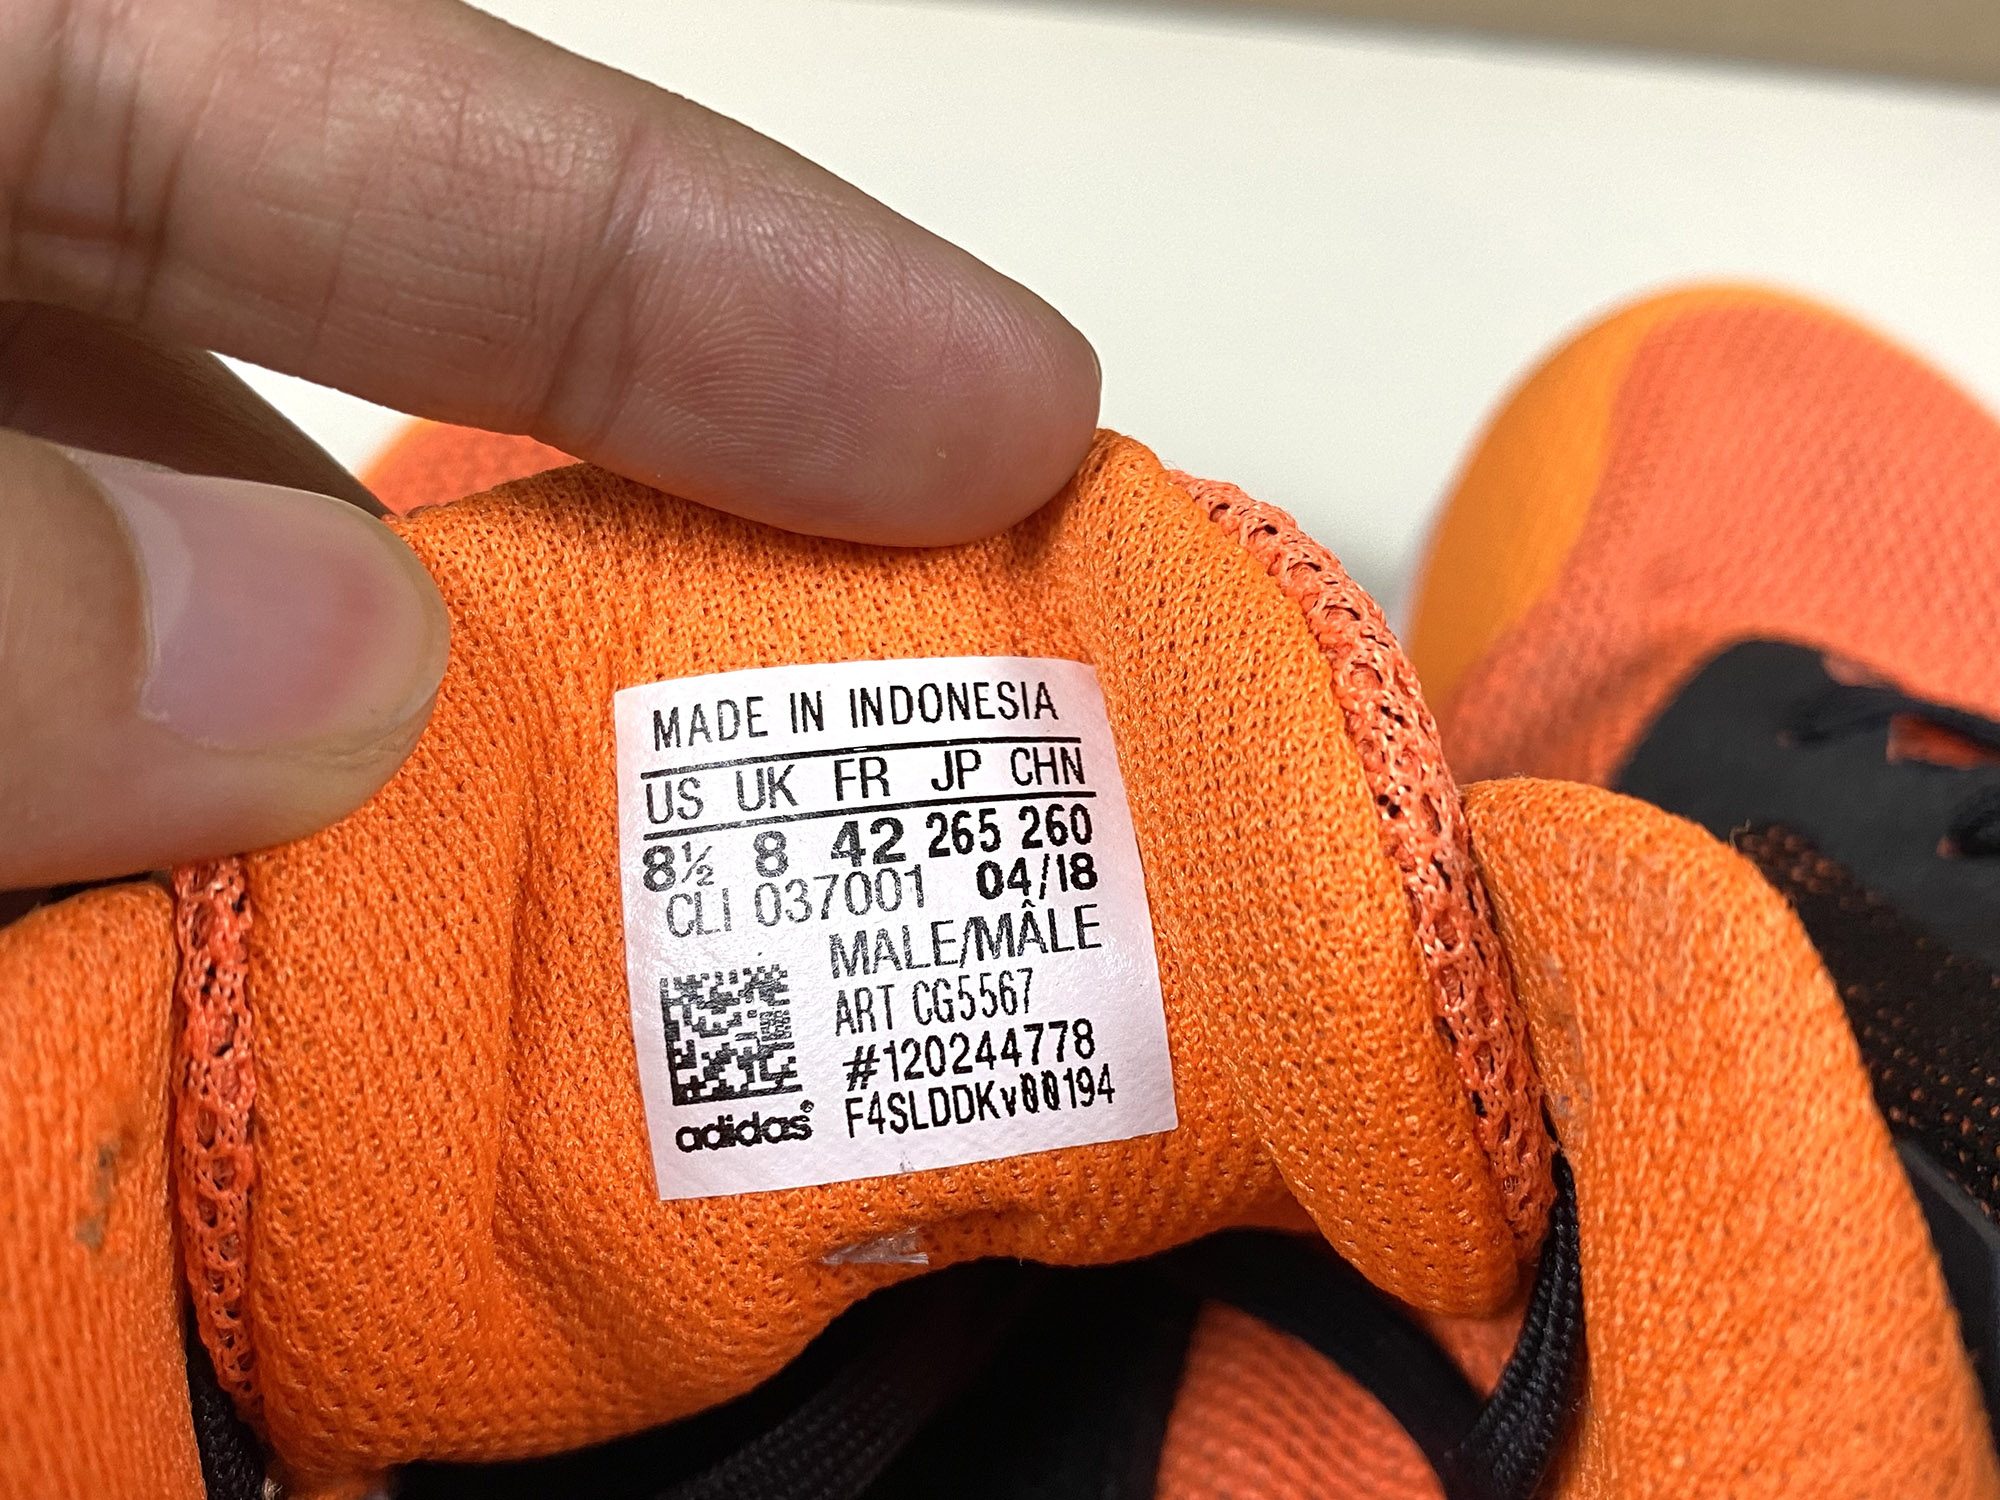 MADE IN INDONESIA
US UK FR JP CHN
8½ 8 42 265 260
CLI 037001 04/18
MALE/MÂLE
ART CG5567
#120244778
F4SLDDKv00194
adidas®